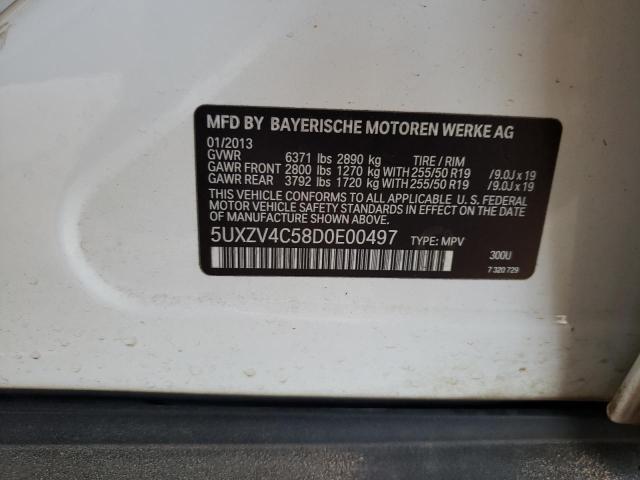 MFD BY BAYERISCHE MOTOREN WERKE AG
01/2013
GVWR 6371 lbs 2890 kg TIRE / RIM
GAWR FRONT 2800 lbs 1270 kg WITH 255/50 R19 / 9.0J x 19
GAWR REAR 3792 lbs 1720 kg WITH 255/50 R19 / 9.0J x 19
THIS VEHICLE CONFORMS TO ALL APPLICABLE U. S. FEDERAL
MOTOR VEHICLE SAFETY STANDARDS IN EFFECT ON THE DATE OF
MANUFACTURE SHOWN ABOVE.
5UXZV4C58D0E00497 TYPE: MPV
300U
7 320 729